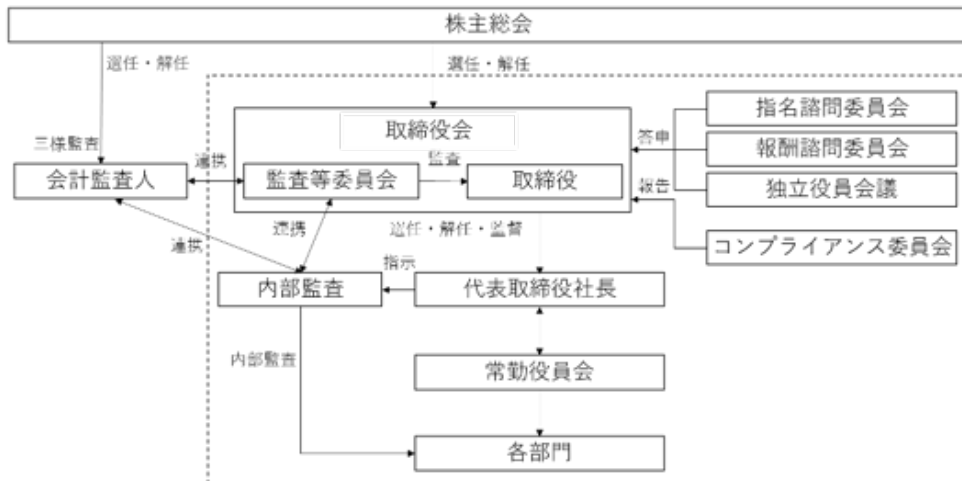 株主総会
選任・解任
選任・解任
指名諮問委員会
取締役会
答申
三様監査
報酬諮問委員会
連携
監査
会計監査人
監査等委員会
取締役
報告
独立役員会議
連携
選任・解任・監督
連携
コンプライアンス委員会
指示
内部監査
代表取締役社長
内部監査
常勤役員会
各部門